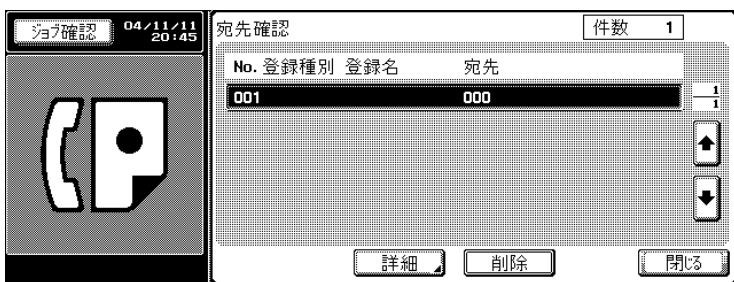 ジョブ確認
04/11/11
20:45
宛先確認
件数 1
No. 登録種別 登録名 宛先
001 000
1
1
詳細
削除
閉じる